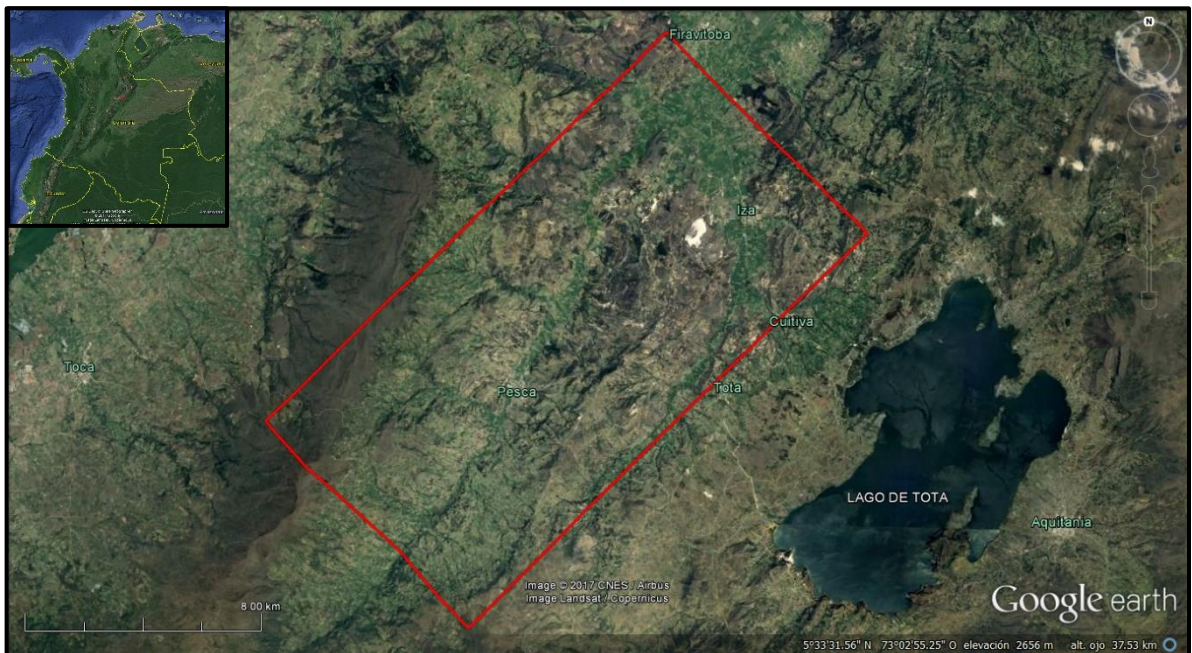 N
Firavitoba
Iza
Cuitiva
Toca
Pesca
Tota
LAGO DE TOTA
Aquitania
Image © 2017 CNES / Airbus
Image Landsat / Copernicus
8.00 km
Google earth
5°33'31.56" N 73°02'55.25" O elevación 2656 m alt. ojo 37.53 km